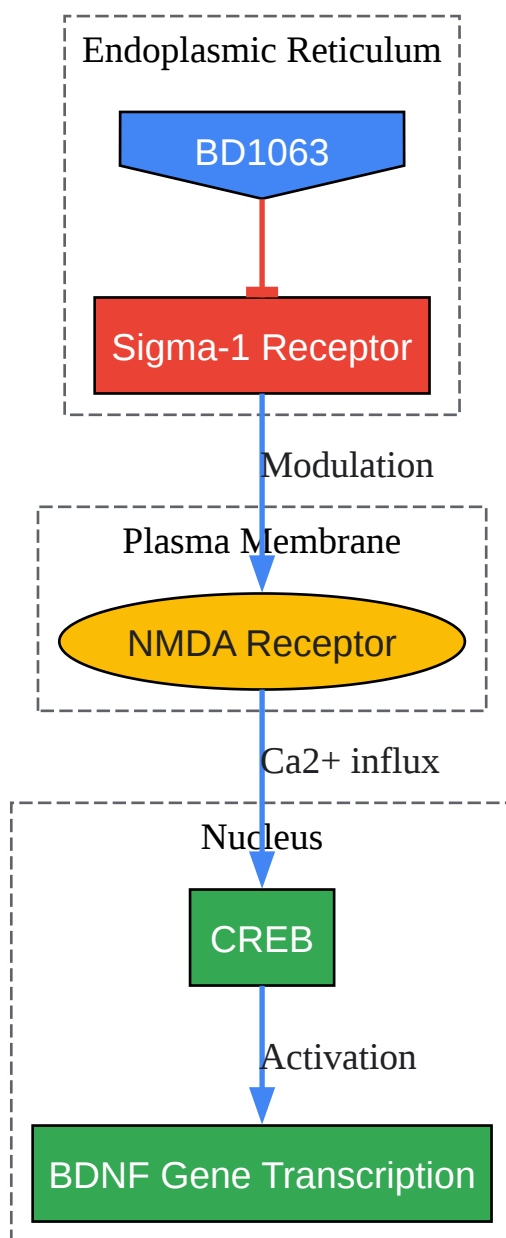 Endoplasmic Reticulum
BD1063
Sigma-1 Receptor
Modulation
Plasma Membrane
NMDA Receptor
Ca2+ influx
Nucleus
CREB
Activation
BDNF Gene Transcription